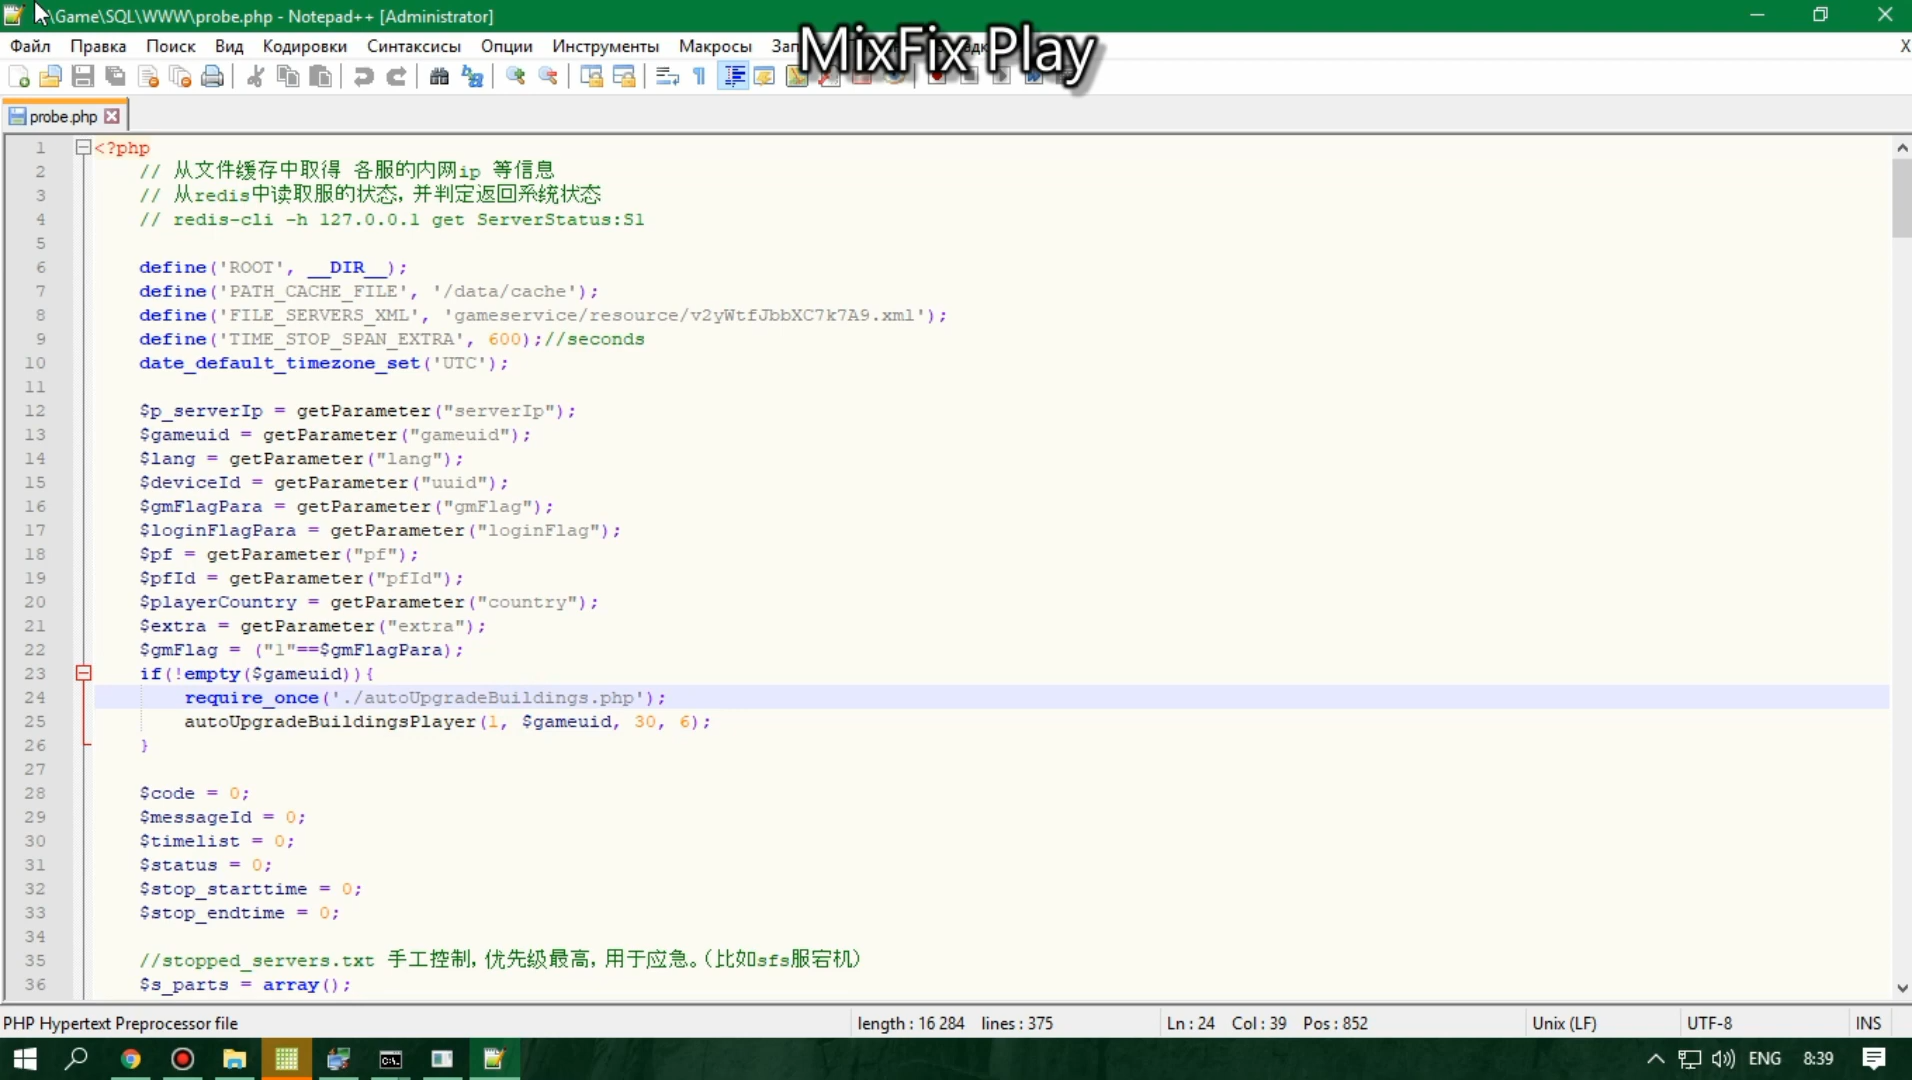 \Game\SQL\WWW\probe.php - Notepad++ [Administrator]
MixFix Play
Файл Правка Поиск Вид Кодировки Синтаксисы Опции Инструменты Макросы X
probe.php
1 <?php
2 // 从文件缓存中取得 各服的内网ip 等信息
3 // 从redis中读取服的状态, 并判定返回系统状态
4 // redis-cli -h 127.0.0.1 get ServerStatus:S1
5
6 define('ROOT', __DIR__);
7 define('PATH_CACHE_FILE', '/data/cache');
8 define('FILE_SERVERS_XML', 'gameservice/resource/v2yWtfJbbXC7k7A9.xml');
9 define('TIME_STOP_SPAN_EXTRA', 600);//seconds
10 date_default_timezone_set('UTC');
11
12 $p_serverIp = getParameter("serverIp");
13 $gameuid = getParameter("gameuid");
14 $lang = getParameter("lang");
15 $deviceId = getParameter("uuid");
16 $gmFlagPara = getParameter("gmFlag");
17 $loginFlagPara = getParameter("loginFlag");
18 $pf = getParameter("pf");
19 $pfId = getParameter("pfId");
20 $playerCountry = getParameter("country");
21 $extra = getParameter("extra");
22 $gmFlag = ("1"==$gmFlagPara);
23 if(!empty($gameuid)){
24 require_once('./autoUpgradeBuildings.php');
25 autoUpgradeBuildingsPlayer(1, $gameuid, 30, 6);
26 }
27
28 $code = 0;
29 $messageId = 0;
30 $timelist = 0;
31 $status = 0;
32 $stop_starttime = 0;
33 $stop_endtime = 0;
34
35 //stopped_servers.txt 手工控制, 优先级最高, 用于应急。(比如sfs服宕机)
36 $s_parts = array();
PHP Hypertext Preprocessor file length : 16 284 lines : 375 Ln : 24 Col : 39 Pos : 852 Unix (LF) UTF-8 INS
ENG 8:39